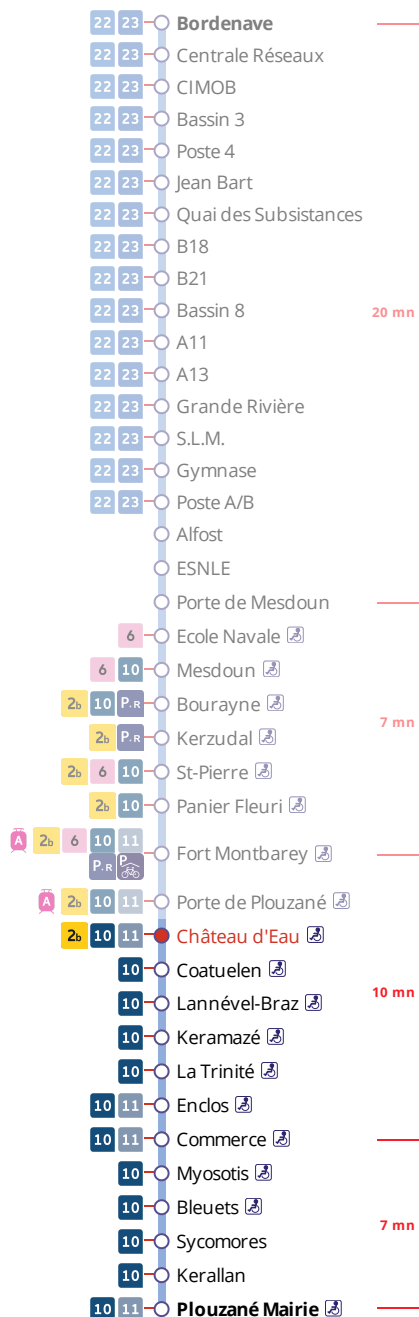 22 23 Bordenave
22 23 Centrale Réseaux
22 23 CIMOB
22 23 Bassin 3
22 23 Poste 4
22 23 Jean Bart
22 23 Quai des Subsistances
22 23 B18
22 23 B21
22 23 Bassin 8 20 mn
22 23 A11
22 23 A13
22 23 Grande Rivière
22 23 S.L.M.
22 23 Gymnase
22 23 Poste A/B
Alfost
ESNLE
Porte de Mesdoun
6 Ecole Navale
6 10 Mesdoun
2b 10 P+R Bourayne
7 mn
2b P+R Kerzudal
2b 6 10 St-Pierre
2b 10 Panier Fleuri
A 2b 6 10 11
P+R P Fort Montbarey
A 2b 10 11 Porte de Plouzané
2b 10 11 Château d'Eau
10 Coatuelen
10 mn
10 Lannével-Braz
10 Keramazé
10 La Trinité
10 11 Enclos
10 11 Commerce
10 Myosotis
10 Bleuets
7 mn
10 Sycomores
10 Kerallan
10 11 Plouzané Mairie